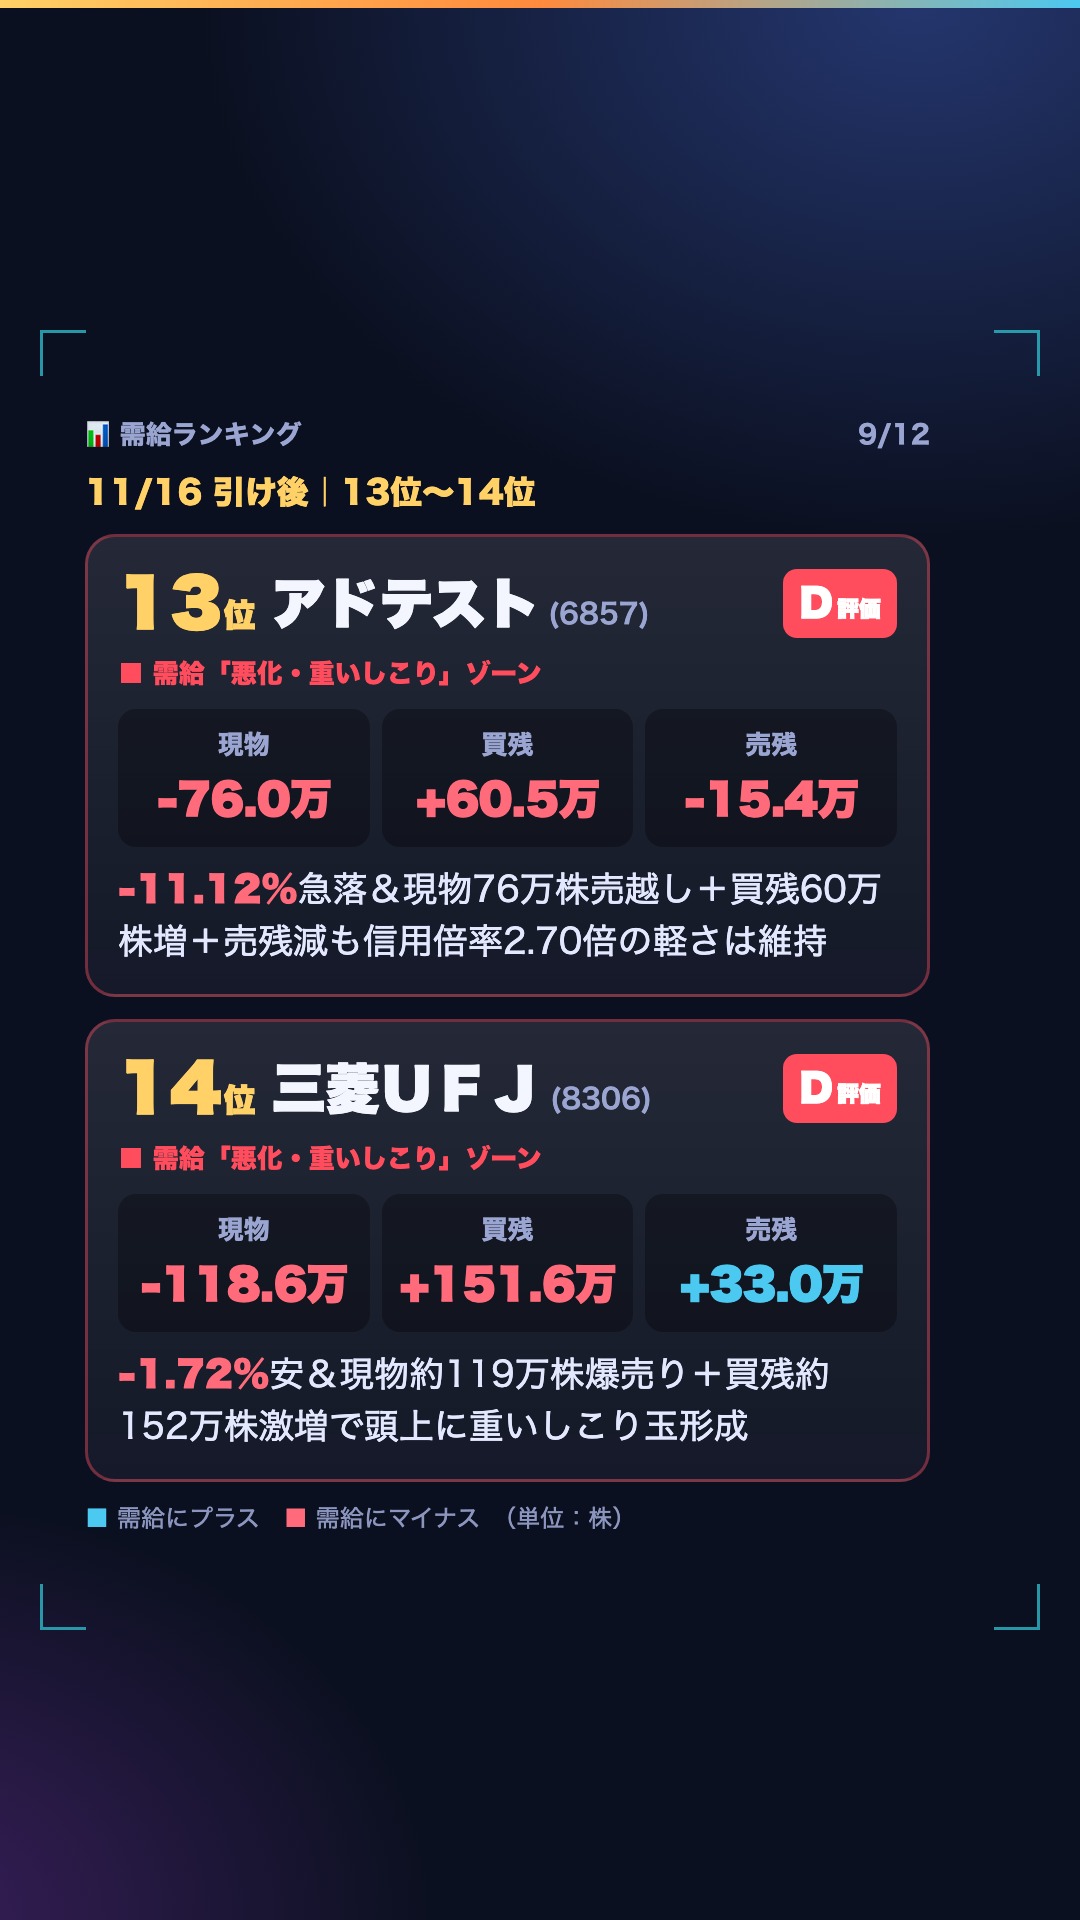 📊 需給ランキング 9/12
11/16 引け後｜13位〜14位
13位 アドテスト (6857) D評価
■ 需給「悪化・重いしこり」ゾーン
現物 買残 売残
-76.0万 +60.5万 -15.4万
-11.12%急落＆現物76万株売越し＋買残60万
株増＋売残減も信用倍率2.70倍の軽さは維持
14位 三菱ＵＦＪ (8306) D評価
■ 需給「悪化・重いしこり」ゾーン
現物 買残 売残
-118.6万 +151.6万 +33.0万
-1.72%安＆現物約119万株爆売り＋買残約
152万株激増で頭上に重いしこり玉形成
■ 需給にプラス ■ 需給にマイナス （単位：株）